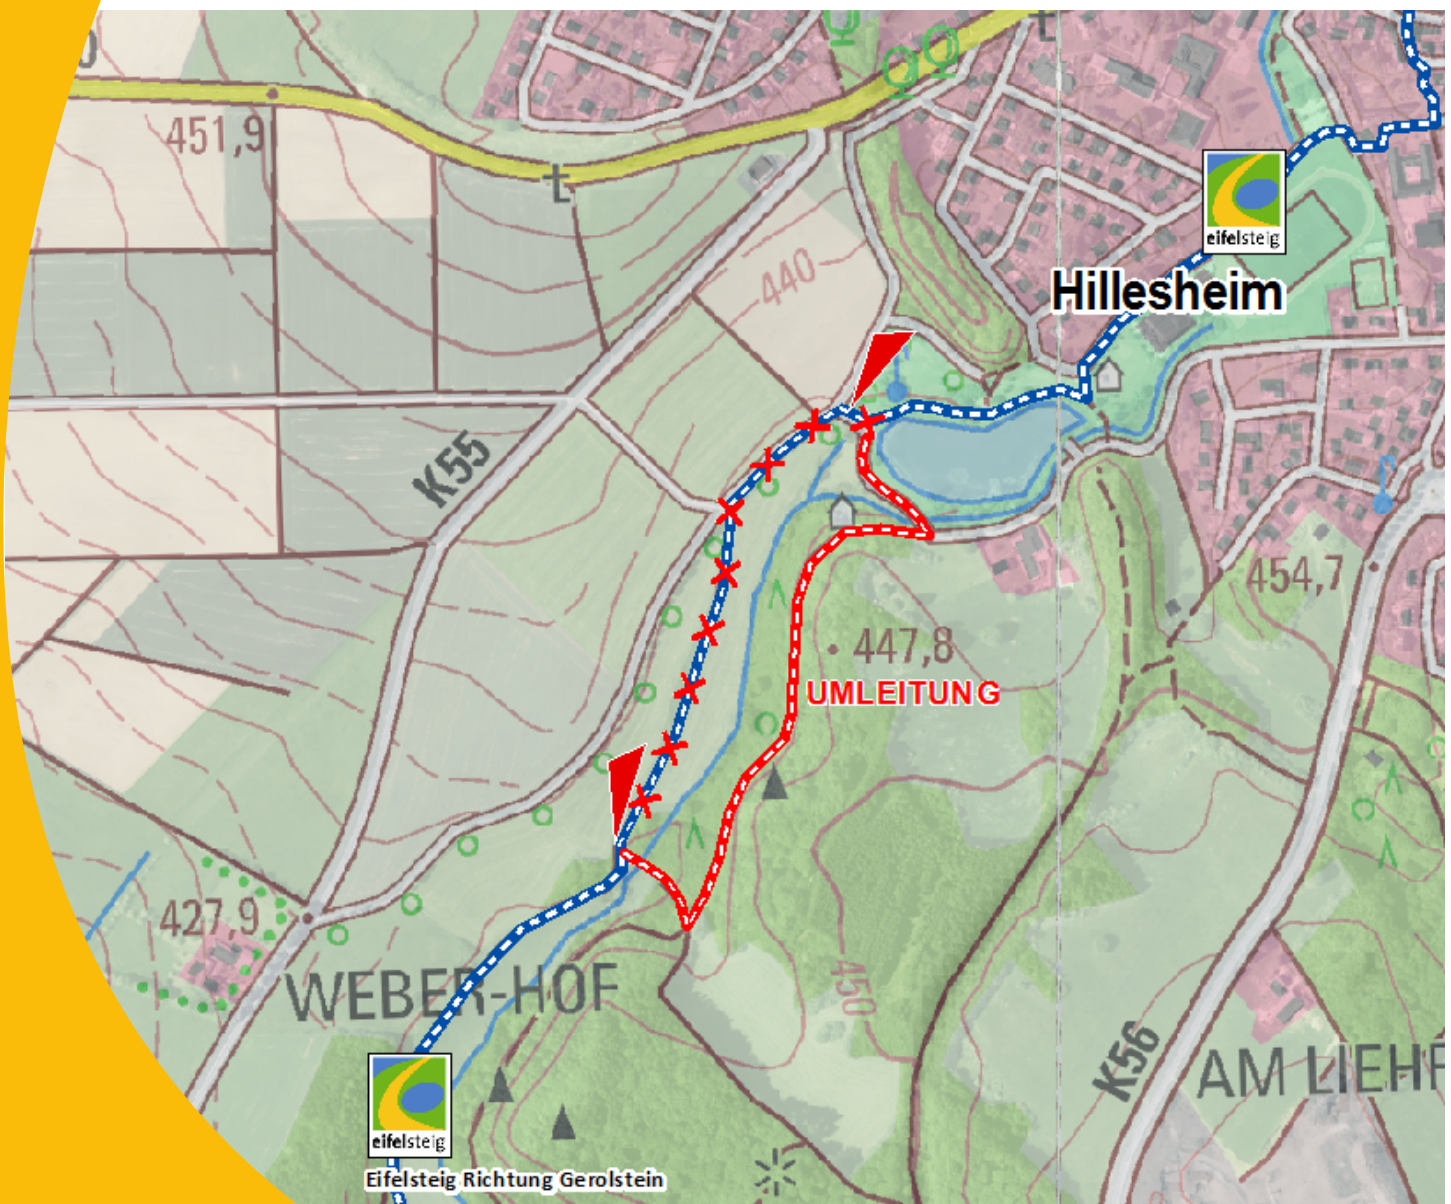 451,9
t
t
440
eifelsteig
Hillesheim
K55
454,7
447,8
UMLEITUNG
427,9
WEBER-HOF
450
K56
AM LIEHR
eifelsteig
Eifelsteig Richtung Gerolstein